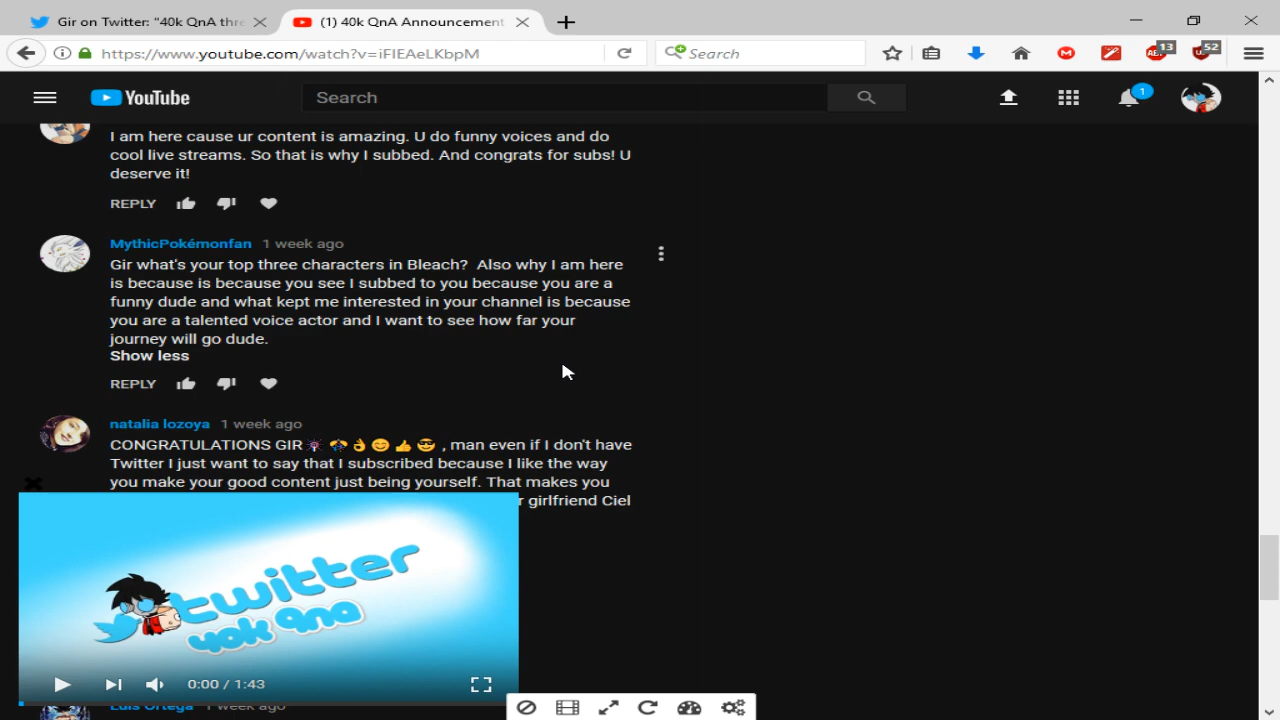 Gir on Twitter: "40k QnA thre
(1) 40k QnA Announcement
https://www.youtube.com/watch?v=iFIEAeLKbpM
Search
13
52
YouTube
Search
1
I am here cause ur content is amazing. U do funny voices and do
cool live streams. So that is why I subbed. And congrats for subs! U
deserve it!
REPLY
MythicPokémonfan 1 week ago
Gir what's your top three characters in Bleach? Also why I am here
is because is because you see I subbed to you because you are a
funny dude and what kept me interested in your channel is because
you are a talented voice actor and I want to see how far your
journey will go dude.
Show less
REPLY
natalia lozoya 1 week ago
CONGRATULATIONS GIR 🎆 🎊 👌 😊 👍 😎 , man even if I don't have
Twitter I just want to say that I subscribed because I like the way
you make your good content just being yourself. That makes you
r girlfriend Ciel
twitter
40k QnA
0:00 / 1:43
Luis Ortega 1 week ago